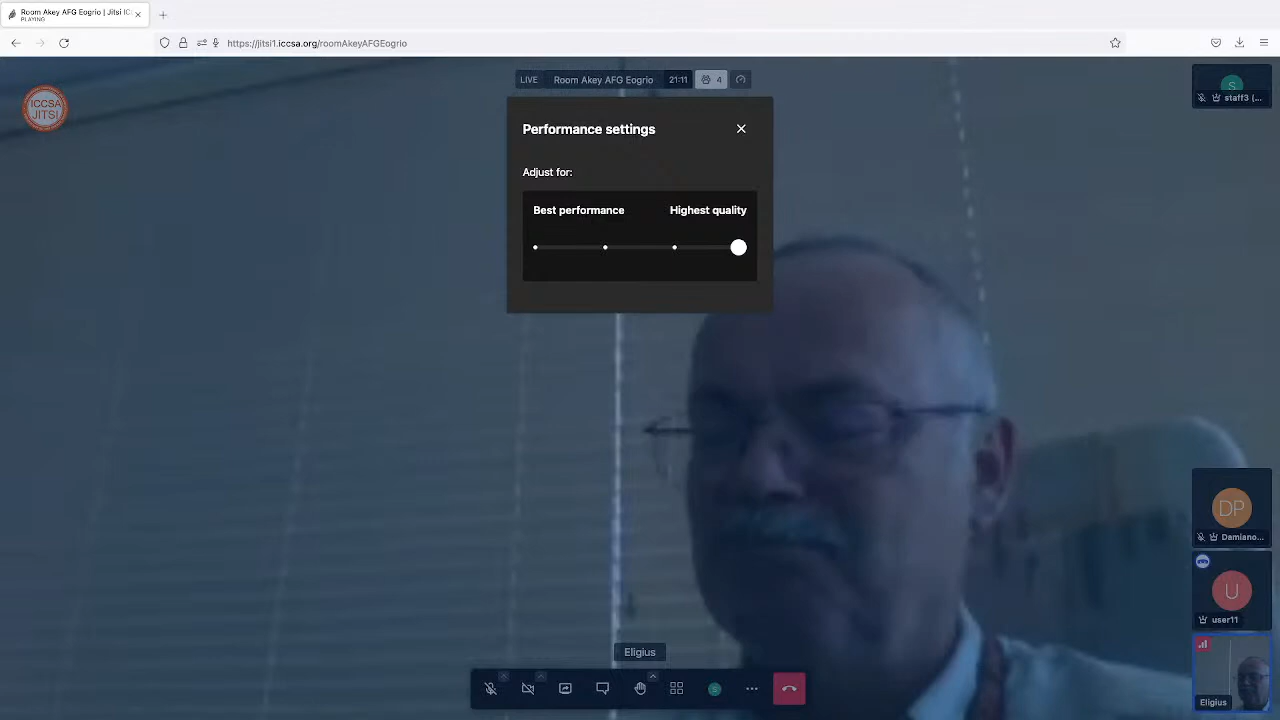 Room Akey AFG Eogrio | Jitsi IC
PLAYING
https://jitsi1.iccsa.org/roomAkeyAFGEogrio
ICCSA
JITSI
LIVE Room Akey AFG Eogrio 21:11 4
S
staff3 (...
Performance settings
Adjust for:
Best performance Highest quality
DP
Damiano...
U
user11
Eligius
Eligius
S